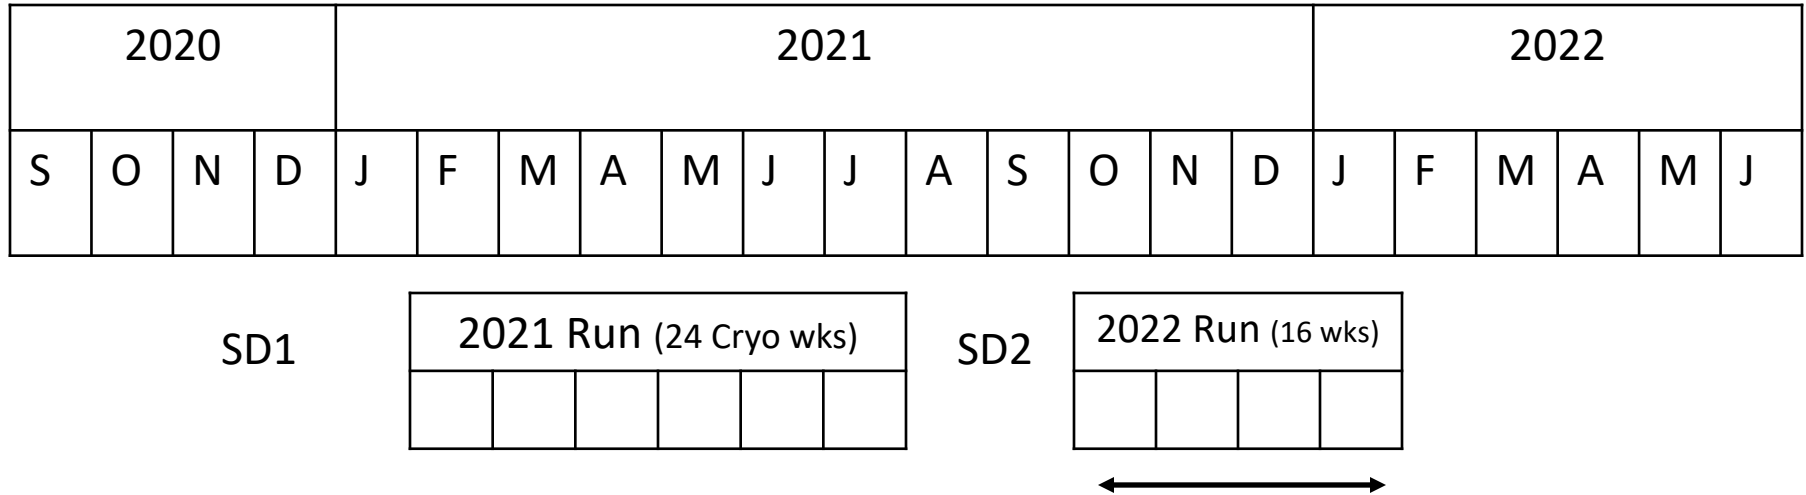 2020 2021 2022
S O N D J F M A M J J A S O N D J F M A M J
SD1 2021 Run (24 Cryo wks) SD2 2022 Run (16 wks)